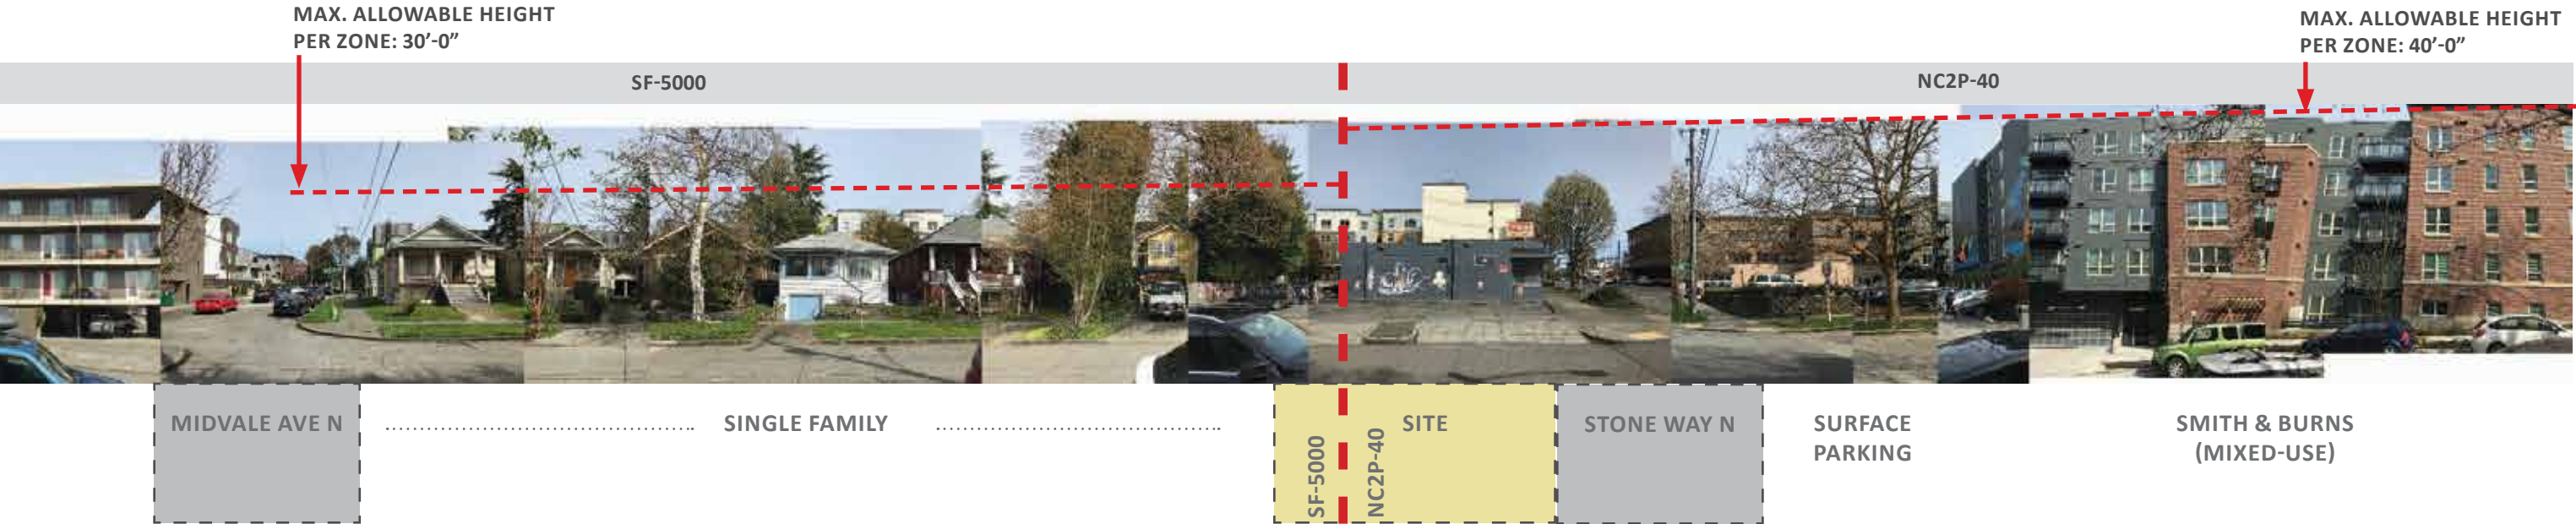 MAX. ALLOWABLE HEIGHT
PER ZONE: 30’-0”
MAX. ALLOWABLE HEIGHT
PER ZONE: 40’-0”
SF-5000
NC2P-40
MIDVALE AVE N
SINGLE FAMILY
SF-5000
NC2P-40
SITE
STONE WAY N
SURFACE
PARKING
SMITH & BURNS
(MIXED-USE)